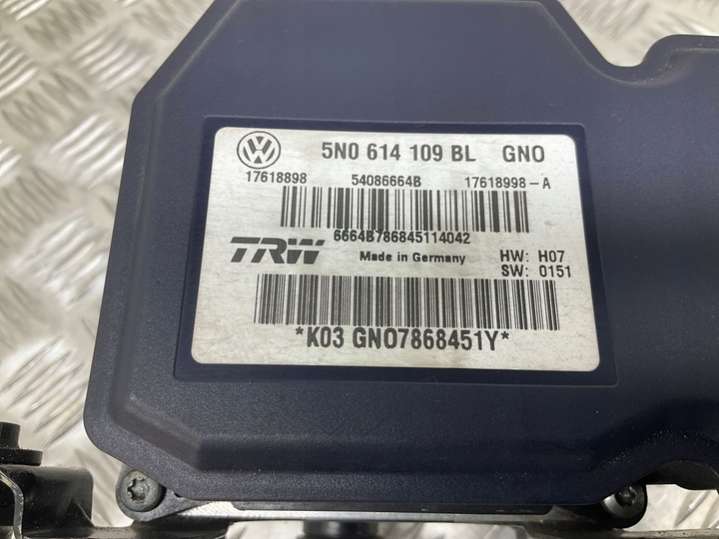 VW 5N0 614 109 BL GNO
17618898 54086664B 17618998-A
6664B786845114042
TRW Made in Germany HW: H07
SW: 0151
*K03 GNO7868451Y*